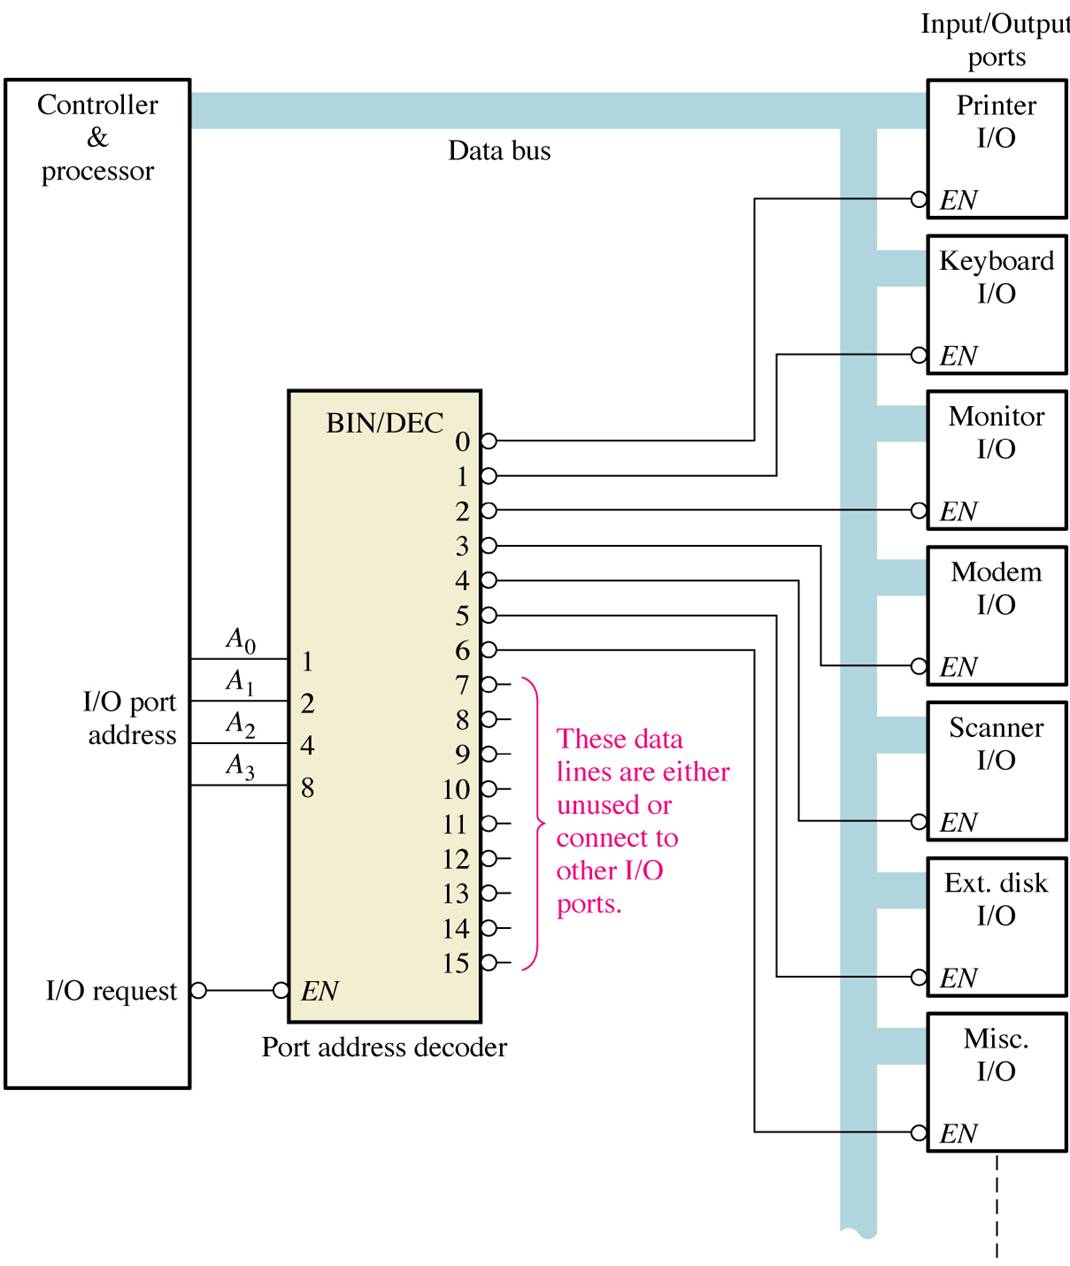 Input/Output
ports
Controller
&
processor
Data bus
Printer
I/O
EN
Keyboard
I/O
EN
Monitor
I/O
EN
Modem
I/O
EN
Scanner
I/O
EN
Ext. disk
I/O
EN
Misc.
I/O
EN
BIN/DEC
0
1
2
3
4
5
6
7
8
9
10
11
12
13
14
15
A0
A1
A2
A3
1
2
4
8
I/O port
address
I/O request
EN
Port address decoder
These data
lines are either
unused or
connect to
other I/O
ports.